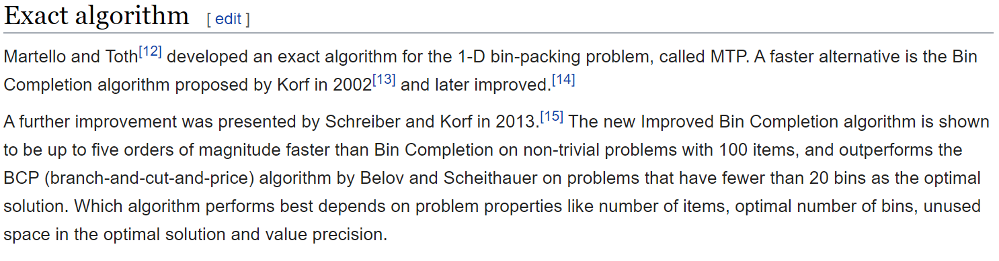 Exact algorithm [ edit ]
Martello and Toth[12] developed an exact algorithm for the 1-D bin-packing problem, called MTP. A faster alternative is the Bin
Completion algorithm proposed by Korf in 2002[13] and later improved.[14]
A further improvement was presented by Schreiber and Korf in 2013.[15] The new Improved Bin Completion algorithm is shown
to be up to five orders of magnitude faster than Bin Completion on non-trivial problems with 100 items, and outperforms the
BCP (branch-and-cut-and-price) algorithm by Belov and Scheithauer on problems that have fewer than 20 bins as the optimal
solution. Which algorithm performs best depends on problem properties like number of items, optimal number of bins, unused
space in the optimal solution and value precision.